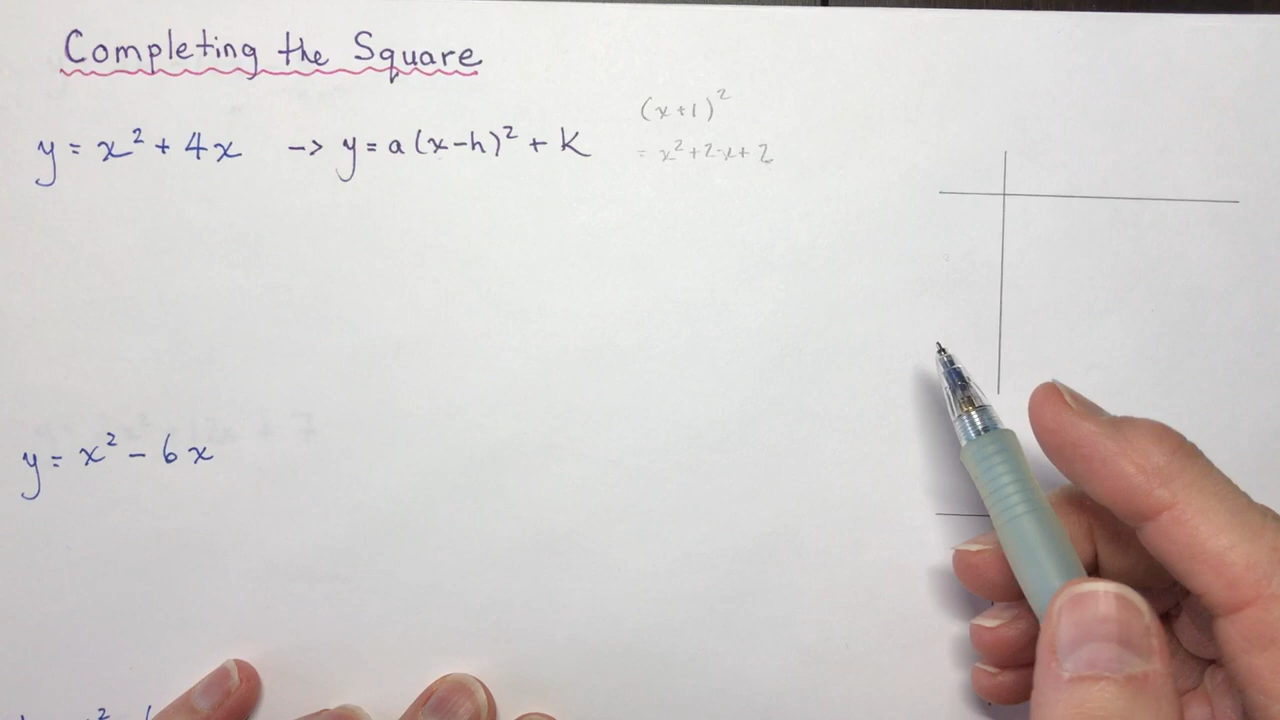 Completing the Square
y = x² + 4x -> y = a(x-h)² + k
(x+1)²
= x² + 2x + 2
y = x² - 6x